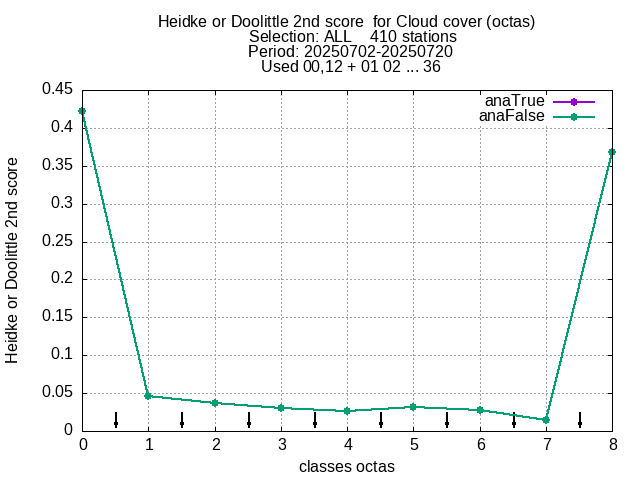 Heidke or Doolittle 2nd score  for Cloud cover (octas)
Selection: ALL    410 stations
Period: 20250702-20250720
Used 00,12 + 01 02 ... 36
anaTrue
anaFalse
Heidke or Doolittle 2nd score
0.45
0.4
0.35
0.3
0.25
0.2
0.15
0.1
0.05
0
0 1 2 3 4 5 6 7 8
classes octas